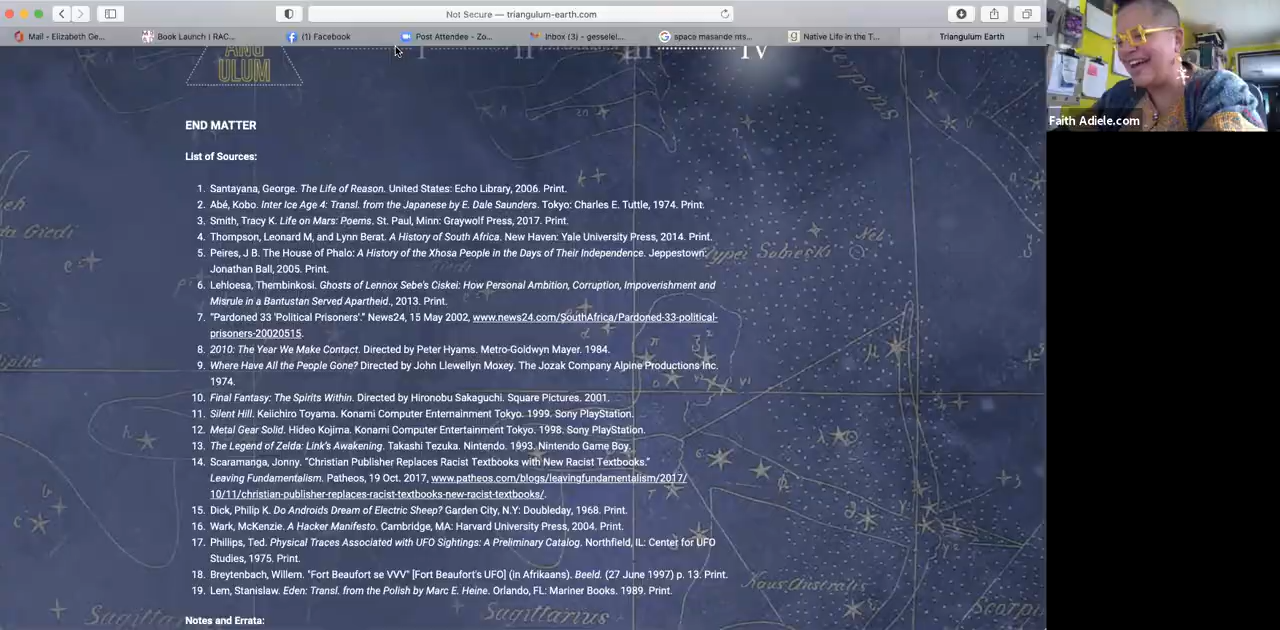 Not Secure — triangulum-earth.com
Mail - Elizabeth Ge...
Book Launch | RAC...
(1) Facebook
Post Attendee - Zo...
Inbox (3) - gesselei...
space masande nts...
Native Life in the T...
Triangulum Earth
ANG
ULUM
I II III IV
Serpens
END MATTER
List of Sources:
1. Santayana, George. The Life of Reason. United States: Echo Library, 2006. Print.
2. Abé, Kobo. Inter Ice Age 4: Transl. from the Japanese by E. Dale Saunders. Tokyo: Charles E. Tuttle, 1974. Print.
3. Smith, Tracy K. Life on Mars: Poems. St. Paul, Minn: Graywolf Press, 2017. Print.
4. Thompson, Leonard M, and Lynn Berat. A History of South Africa. New Haven: Yale University Press, 2014. Print.
5. Peires, J B. The House of Phalo: A History of the Xhosa People in the Days of Their Independence. Jeppestown:
Jonathan Ball, 2005. Print.
6. Lehloesa, Thembinkosi. Ghosts of Lennox Sebe's Ciskei: How Personal Ambition, Corruption, Impoverishment and
Misrule in a Bantustan Served Apartheid., 2013. Print.
7. "Pardoned 33 'Political Prisoners'." News24, 15 May 2002, www.news24.com/SouthAfrica/Pardoned-33-political-
prisoners-20020515.
8. 2010: The Year We Make Contact. Directed by Peter Hyams. Metro-Goldwyn Mayer. 1984.
9. Where Have All the People Gone? Directed by John Llewellyn Moxey. The Jozak Company Alpine Productions Inc.
1974.
10. Final Fantasy: The Spirits Within. Directed by Hironobu Sakaguchi. Square Pictures. 2001.
11. Silent Hill. Keiichiro Toyama. Konami Computer Enternainment Tokyo. 1999. Sony PlayStation.
12. Metal Gear Solid. Hideo Kojima. Konami Computer Enternainment Tokyo. 1998. Sony PlayStation.
13. The Legend of Zelda: Link's Awakening. Takashi Tezuka. Nintendo. 1993. Nintendo Game Boy.
14. Scaramanga, Jonny. "Christian Publisher Replaces Racist Textbooks with New Racist Textbooks."
Leaving Fundamentalism. Patheos, 19 Oct. 2017, www.patheos.com/blogs/leavingfundamentalism/2017/
10/11/christian-publisher-replaces-racist-textbooks-new-racist-textbooks/.
15. Dick, Philip K. Do Androids Dream of Electric Sheep? Garden City, N.Y: Doubleday, 1968. Print.
16. Wark, McKenzie. A Hacker Manifesto. Cambridge, MA: Harvard University Press, 2004. Print.
17. Phillips, Ted. Physical Traces Associated with UFO Sightings: A Preliminary Catalog. Northfield, IL: Center for UFO
Studies, 1975. Print.
18. Breytenbach, Willem. "Fort Beaufort se VVV" [Fort Beaufort's UFO] (in Afrikaans). Beeld. (27 June 1997) p. 13. Print.
19. Lem, Stanislaw. Eden: Transl. from the Polish by Marc E. Heine. Orlando, FL: Mariner Books. 1989. Print.
Notes and Errata:
Giedi
Clypei Sobieski
Kaus Australis
Sagitta
Sagittarius
Scorpi
Faith Adiele.com